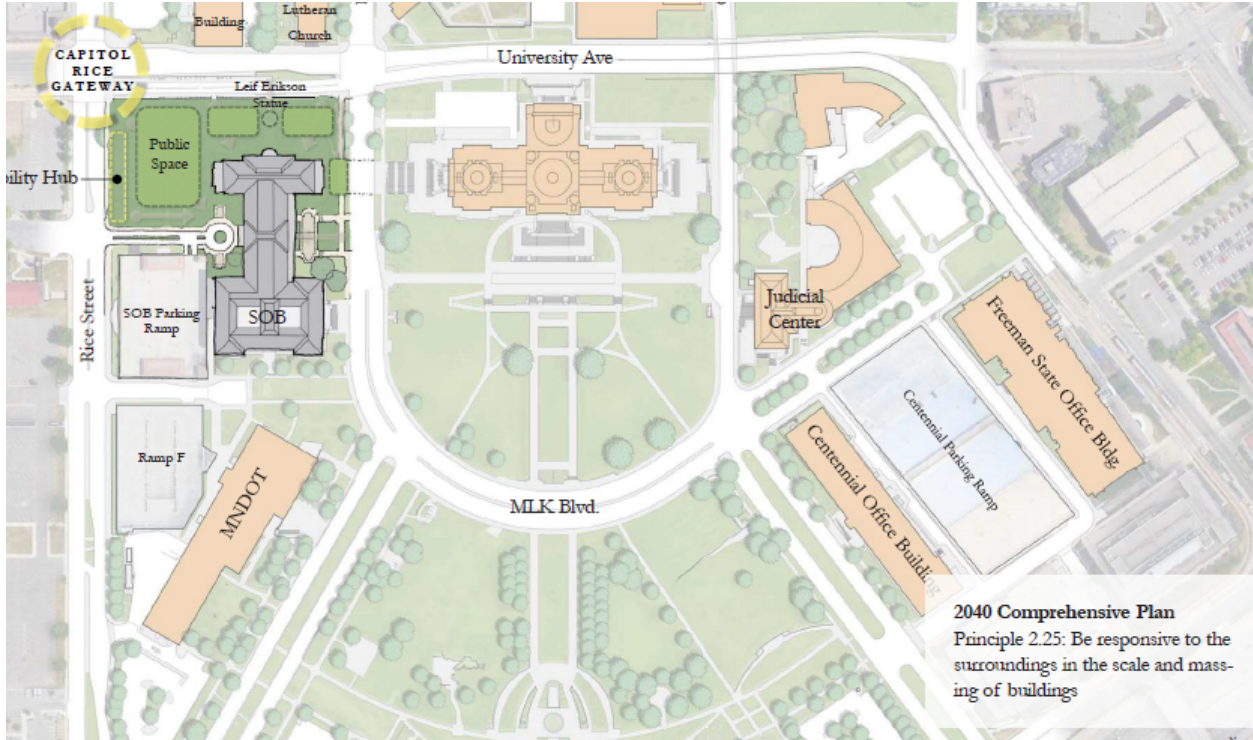 Building
Lutheran
Church
CAPITOL
RICE
GATEWAY
University Ave
Leif Erikson
Statue
Public
Space
bility Hub
SOB Parking
Ramp
SOB
Rice Street
Judicial
Center
Freeman State Office Bldg.
Centennial Parking Ramp
Centennial Office Building
Ramp F
MNDOT
MLK Blvd.
2040 Comprehensive Plan
Principle 2.25: Be responsive to the
surroundings in the scale and mass-
ing of buildings